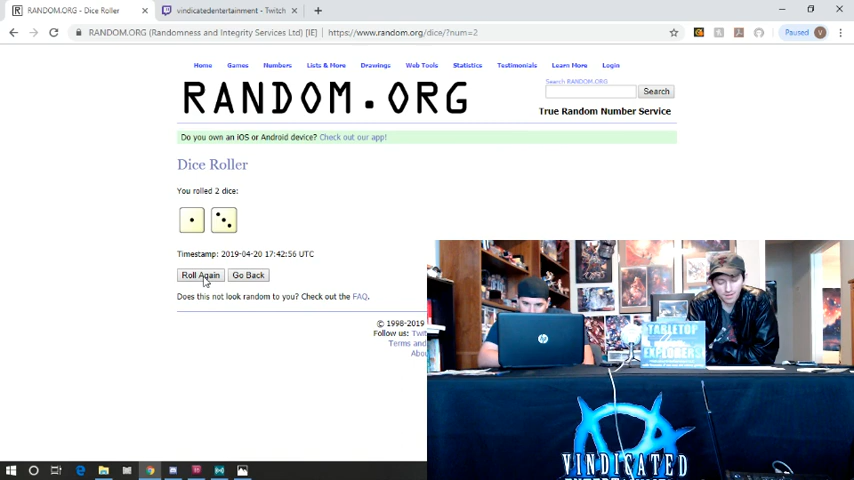 RANDOM.ORG - Dice Roller
vindicatedentertainment - Twitch
RANDOM.ORG (Randomness and Integrity Services Ltd) [IE] | https://www.random.org/dice/?num=2
Paused V
Home Games Numbers Lists & More Drawings Web Tools Statistics Testimonials Learn More Login
RANDOM.ORG
Search RANDOM.ORG
Search
True Random Number Service
Do you own an iOS or Android device? Check out our app!
Dice Roller
You rolled 2 dice:
Timestamp: 2019-04-20 17:42:56 UTC
Roll Again Go Back
Does this not look random to you? Check out the FAQ.
© 1998-2019
Follow us: Twit
Terms and
Abou
hp
TABLETOP
EXPLORERS
VINDICATED